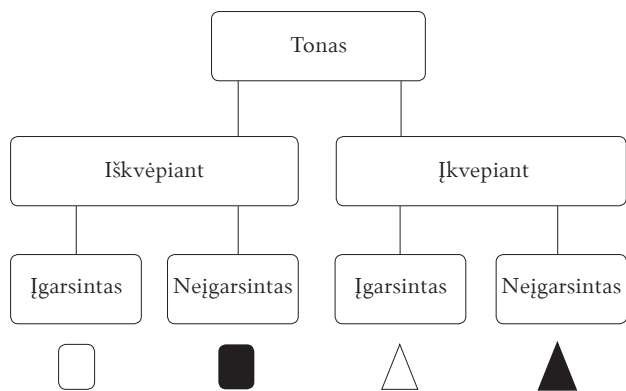 Tonas
Iškvėpiant
Įkvepiant
Įgarsintas
Neįgarsintas
Įgarsintas
Neįgarsintas